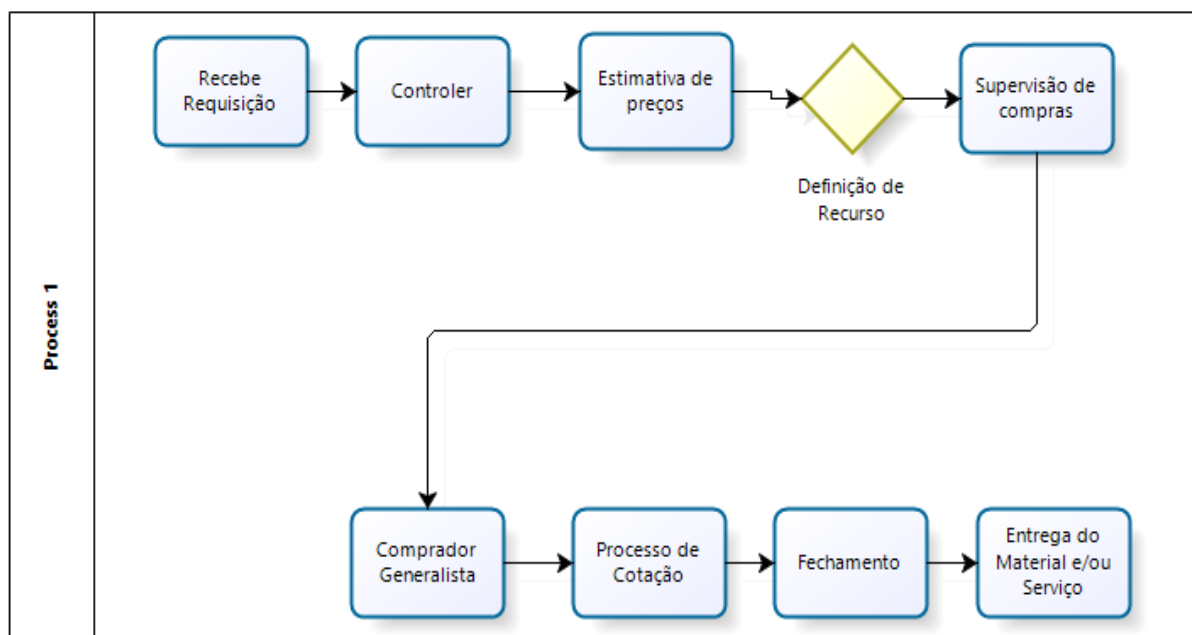 Process 1
Recebe
Requisição
Controler
Estimativa de
preços
Definição de
Recurso
Supervisão de
compras
Comprador
Generalista
Processo de
Cotação
Fechamento
Entrega do
Material e/ou
Serviço